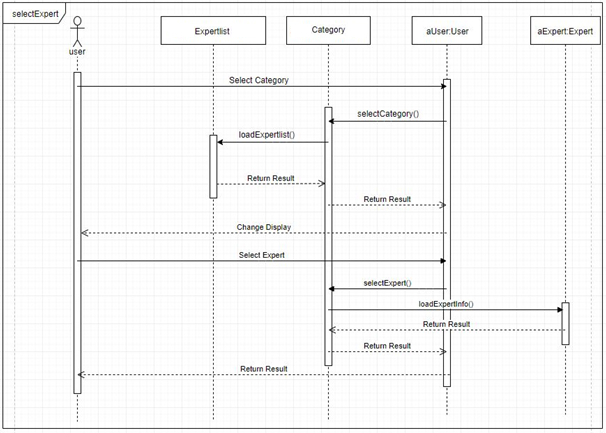 selectExpert
user
Expertlist
Category
aUser:User
aExpert:Expert
Select Category
selectCategory()
loadExpertlist()
Return Result
Return Result
Change Display
Select Expert
selectExpert()
loadExpertInfo()
Return Result
Return Result
Return Result